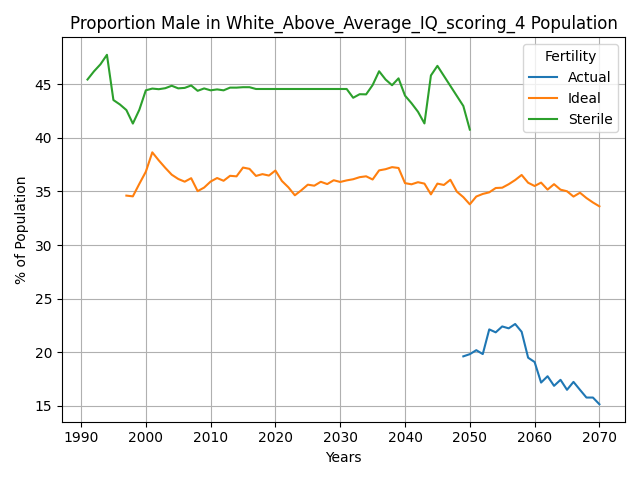 Proportion Male in White_Above_Average_IQ_scoring_4 Population
Fertility
Actual
Ideal
Sterile
% of Population
45
40
35
30
25
20
15
1990 2000 2010 2020 2030 2040 2050 2060 2070
Years